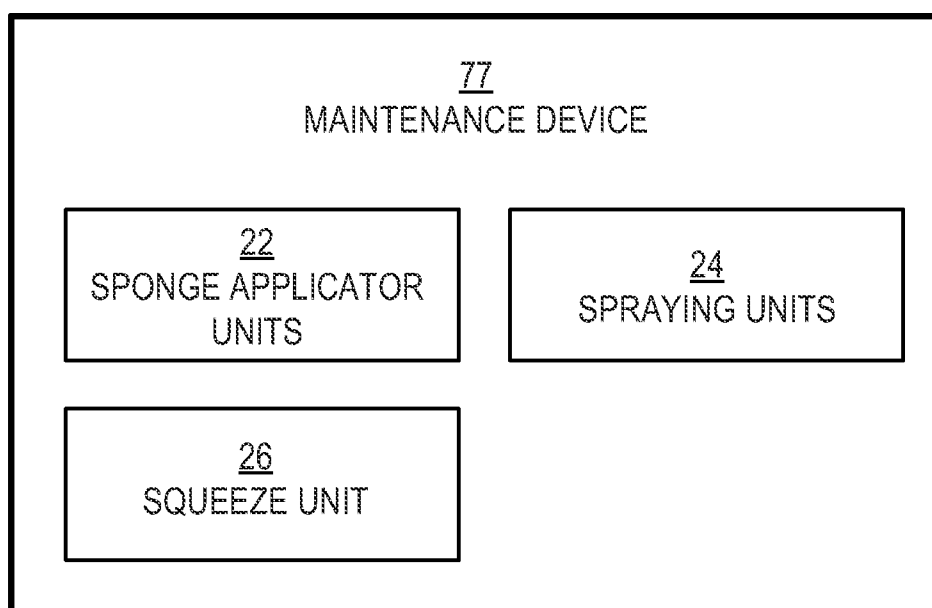 77
MAINTENANCE DEVICE
22
SPONGE APPLICATOR
UNITS
24
SPRAYING UNITS
26
SQUEEZE UNIT